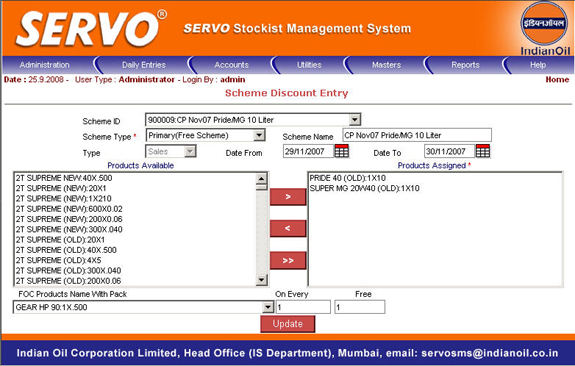 SERVO®
SERVO Stockist Management System
इंडियनऑयल
IndianOil
Administration Daily Entries Accounts Utilities Masters Reports Help
Date : 25.9.2008 - User Type : Administrator - Login By : admin Home
Scheme Discount Entry
Scheme ID 900009:CP Nov07 Pride/MG 10 Liter
Scheme Type * Primary(Free Scheme) Scheme Name CP Nov07 Pride/MG 10 Liter
Type Sales Date From 29/11/2007 Date To 30/11/2007
Products Available Products Assigned *
2T SUPREME NEW:40X.500 PRIDE 40 (OLD):1X10
2T SUPREME (NEW):20X1 SUPER MG 20W40 (OLD):1X10
2T SUPREME (NEW):1X210
2T SUPREME (NEW):600X0.02
2T SUPREME (NEW):200X0.06
2T SUPREME (NEW):300X.040
2T SUPREME (OLD):20X1
2T SUPREME (OLD):40X.500
2T SUPREME (OLD):4X5
2T SUPREME (OLD):300X.040
2T SUPREME (OLD):200X0.06
>
<
>>
FOC Products Name With Pack On Every Free
GEAR HP 90:1X.500 1 1
Update
Indian Oil Corporation Limited, Head Office (IS Department), Mumbai, email: servosms@indianoil.co.in